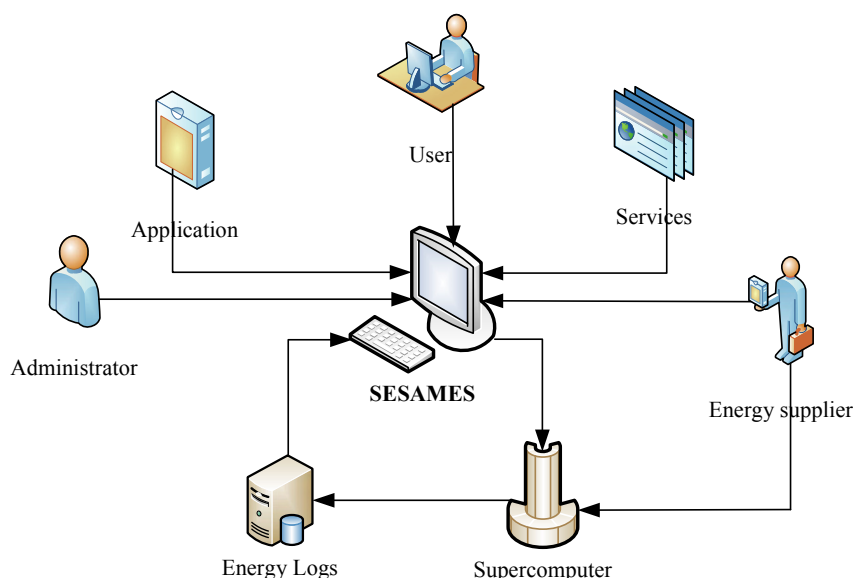 User
Application
Services
Administrator
SESAMES
Energy supplier
Energy Logs
Supercomputer